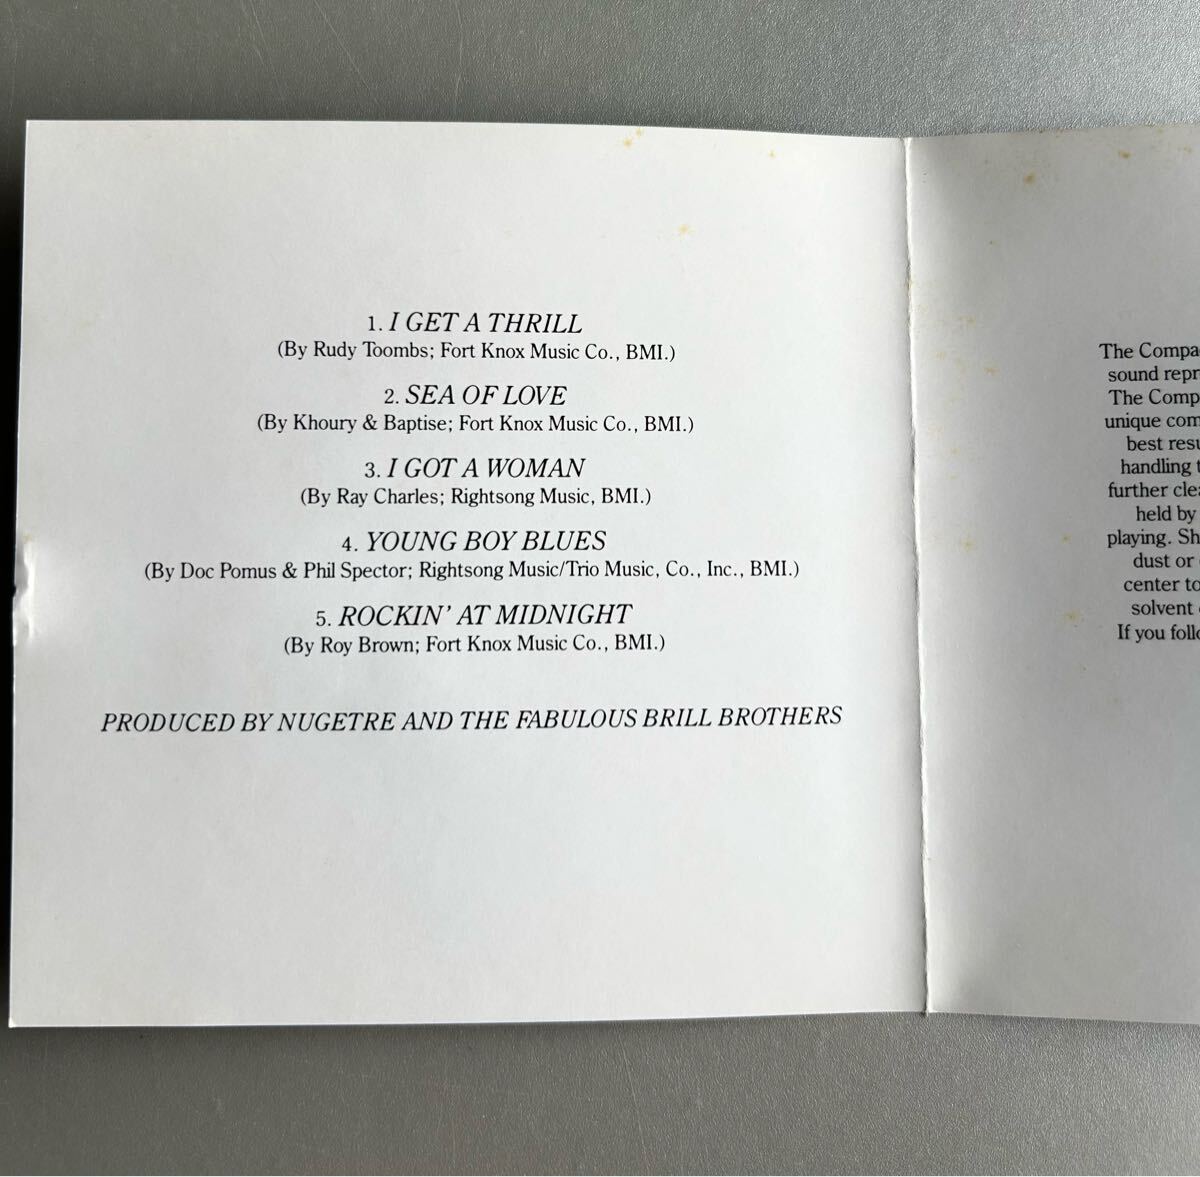 1. I GET A THRILL
(By Rudy Toombs; Fort Knox Music Co., BMI.)
2. SEA OF LOVE
(By Khoury & Baptise; Fort Knox Music Co., BMI.)
3. I GOT A WOMAN
(By Ray Charles; Rightsong Music, BMI.)
4. YOUNG BOY BLUES
(By Doc Pomus & Phil Spector; Rightsong Music/Trio Music, Co., Inc., BMI.)
5. ROCKIN' AT MIDNIGHT
(By Roy Brown; Fort Knox Music Co., BMI.)
PRODUCED BY NUGETRE AND THE FABULOUS BRILL BROTHERS
The Compa
sound repr
The Comp
unique com
best resu
handling t
further clea
held by
playing. Sh
dust or
center to
solvent
If you follo